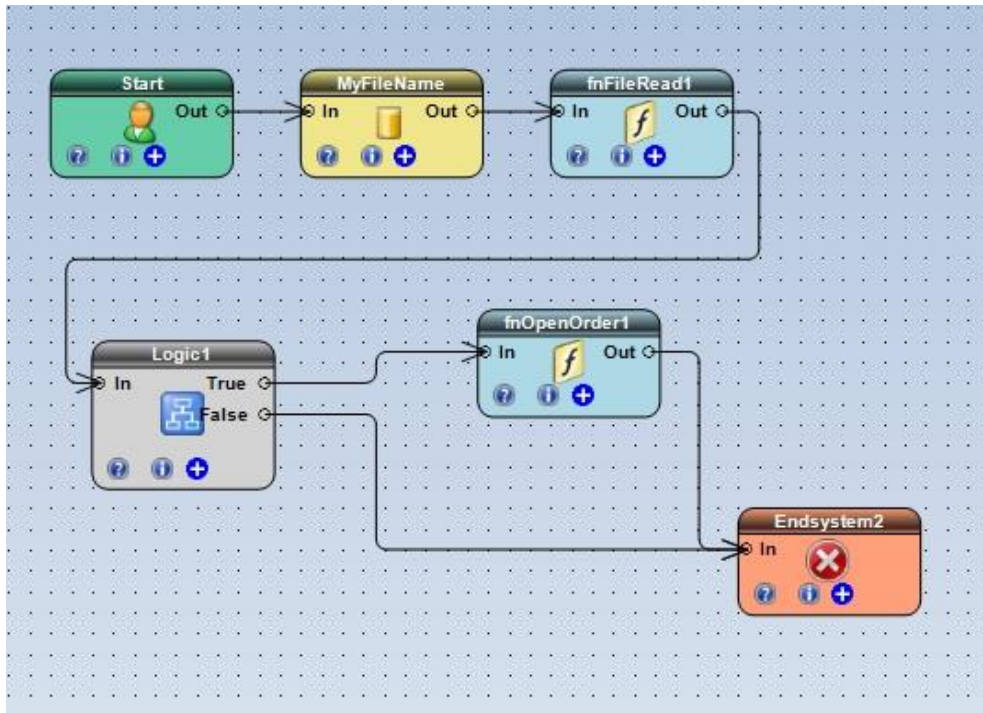 Start
Out
MyFileName
In Out
fnFileRead1
In Out
Logic1
In True
False
fnOpenOrder1
In Out
Endsystem2
In